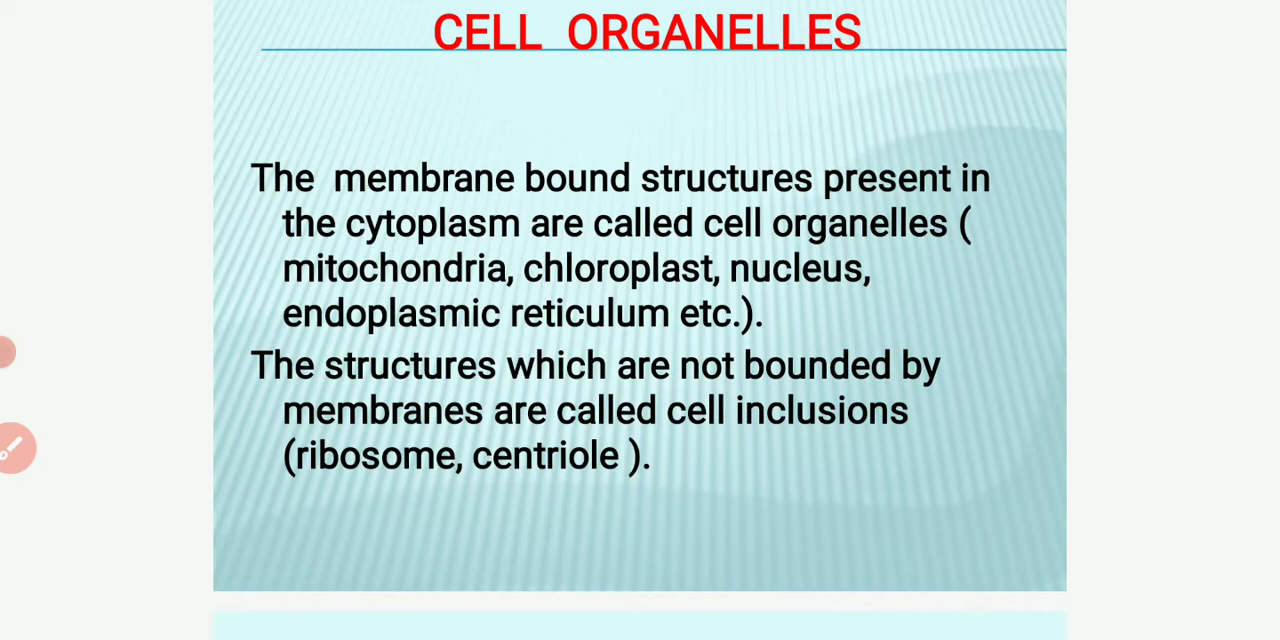 CELL ORGANELLES
The membrane bound structures present in
the cytoplasm are called cell organelles (
mitochondria, chloroplast, nucleus,
endoplasmic reticulum etc.).
The structures which are not bounded by
membranes are called cell inclusions
(ribosome, centriole ).